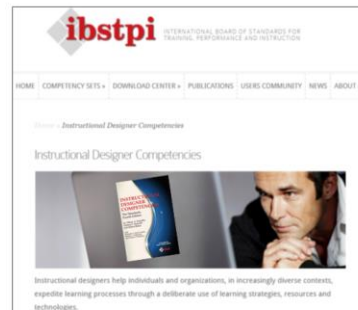 ibstpi
INTERNATIONAL BOARD OF STANDARDS FOR
TRAINING, PERFORMANCE AND INSTRUCTION
HOME COMPETENCY SETS » DOWNLOAD CENTER » PUBLICATIONS USERS COMMUNITY NEWS ABOUT
Home » Instructional Designer Competencies
Instructional Designer Competencies
INSTRUCTIONAL
DESIGNER
COMPETENCIES
Instructional designers help individuals and organizations, in increasingly diverse contexts,
expedite learning processes through a deliberate use of learning strategies, resources and
technologies.